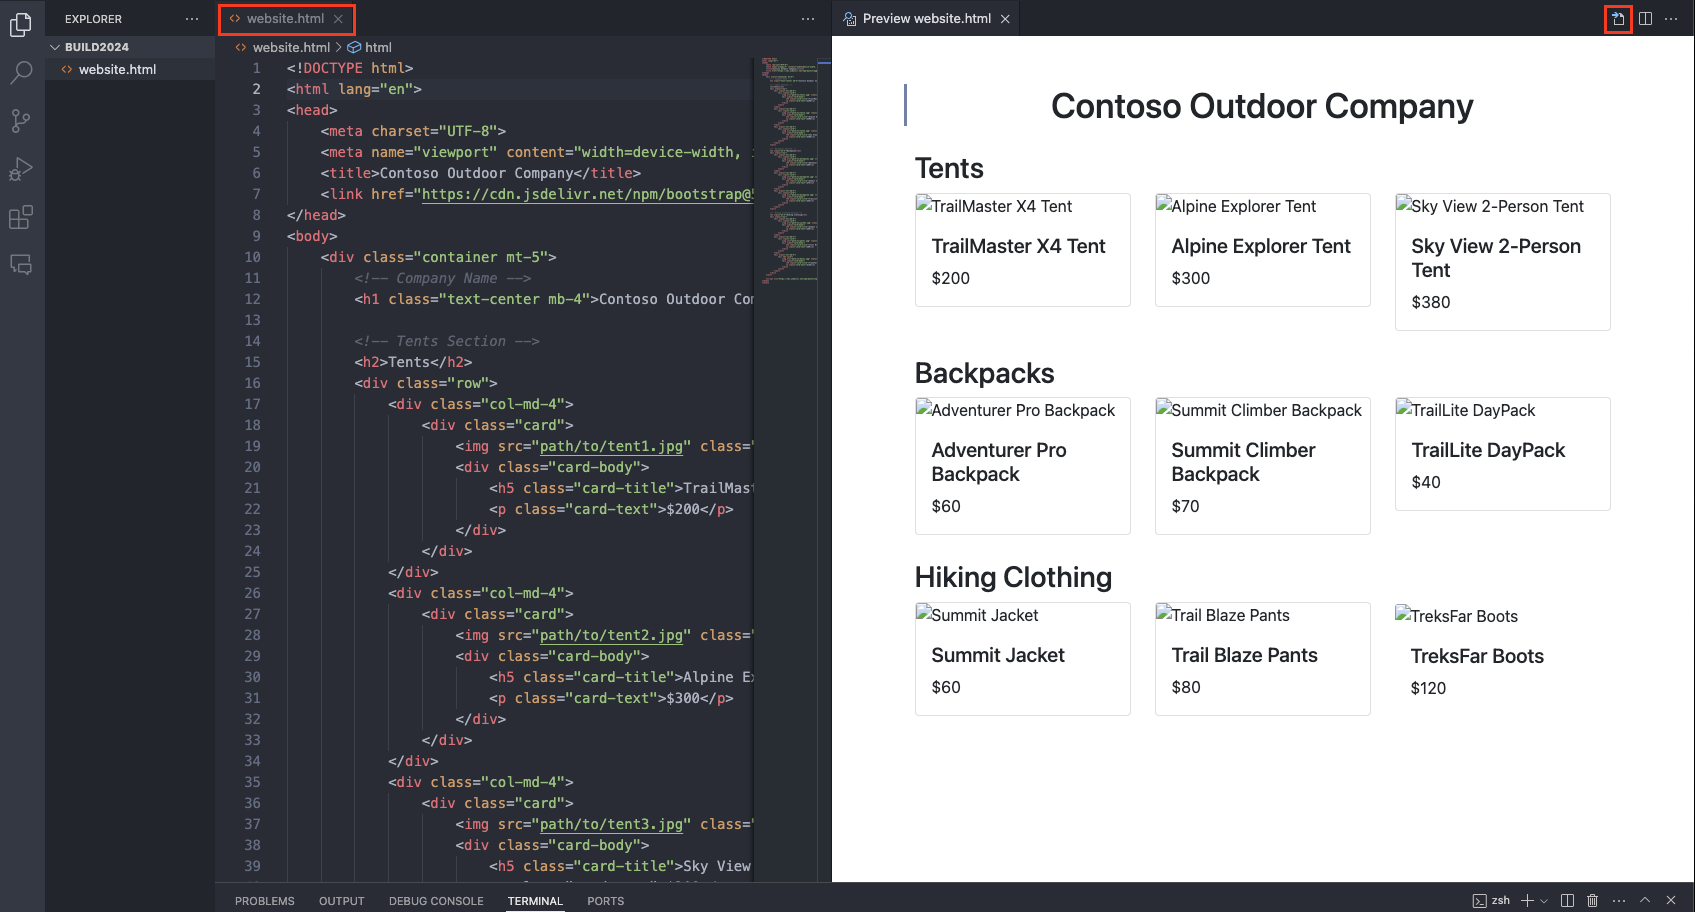 EXPLORER
BUILD2024
website.html
website.html
website.html > html
1 <!DOCTYPE html>
2 <html lang="en">
3 <head>
4 <meta charset="UTF-8">
5 <meta name="viewport" content="width=device-width,
6 <title>Contoso Outdoor Company</title>
7 <link href="https://cdn.jsdelivr.net/npm/bootstrap@5
8 </head>
9 <body>
10 <div class="container mt-5">
11 <!-- Company Name -->
12 <h1 class="text-center mb-4">Contoso Outdoor Com
13
14 <!-- Tents Section -->
15 <h2>Tents</h2>
16 <div class="row">
17 <div class="col-md-4">
18 <div class="card">
19 <img src="path/to/tent1.jpg" class="
20 <div class="card-body">
21 <h5 class="card-title">TrailMast
22 <p class="card-text">$200</p>
23 </div>
24 </div>
25 </div>
26 <div class="col-md-4">
27 <div class="card">
28 <img src="path/to/tent2.jpg" class="
29 <div class="card-body">
30 <h5 class="card-title">Alpine Ex
31 <p class="card-text">$300</p>
32 </div>
33 </div>
34 </div>
35 <div class="col-md-4">
36 <div class="card">
37 <img src="path/to/tent3.jpg" class="
38 <div class="card-body">
39 <h5 class="card-title">Sky View
Preview website.html
Contoso Outdoor Company
Tents
TrailMaster X4 Tent
TrailMaster X4 Tent
$200
Alpine Explorer Tent
Alpine Explorer Tent
$300
Sky View 2-Person Tent
Sky View 2-Person
Tent
$380
Backpacks
Adventurer Pro Backpack
Adventurer Pro
Backpack
$60
Summit Climber Backpack
Summit Climber
Backpack
$70
TrailLite DayPack
TrailLite DayPack
$40
Hiking Clothing
Summit Jacket
Summit Jacket
$60
Trail Blaze Pants
Trail Blaze Pants
$80
TreksFar Boots
TreksFar Boots
$120
PROBLEMS OUTPUT DEBUG CONSOLE TERMINAL PORTS
zsh